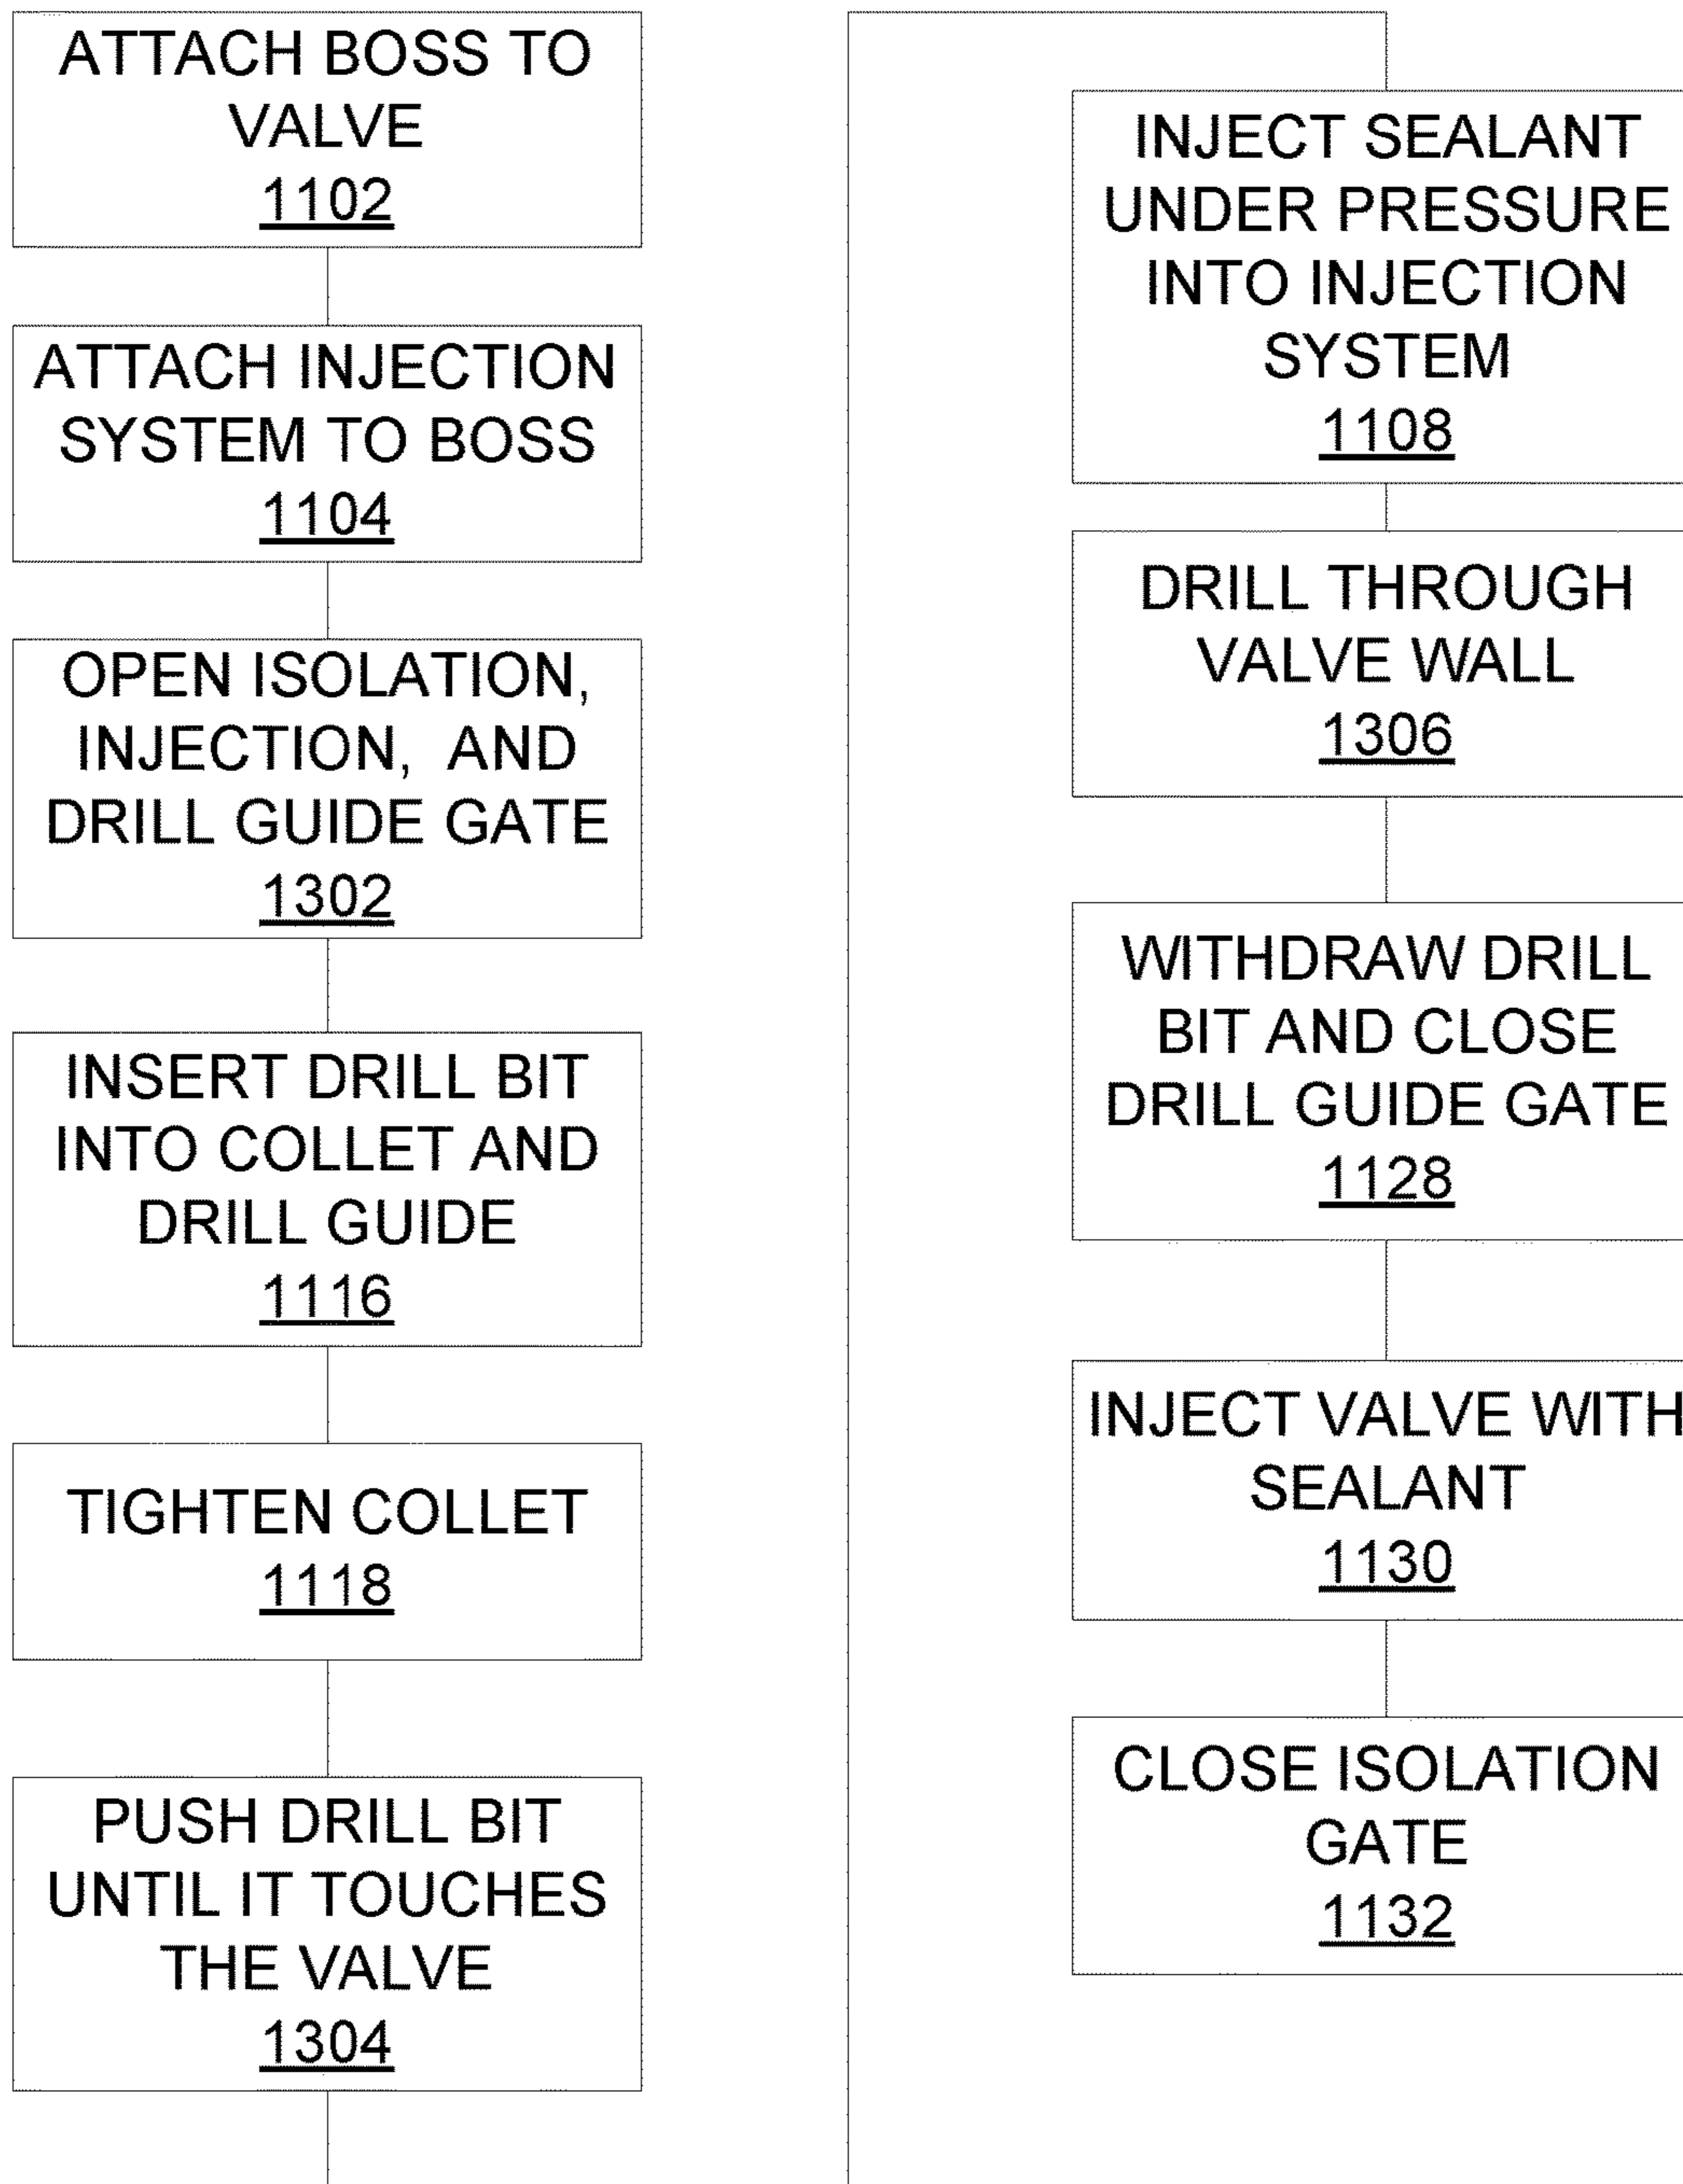 ATTACH BOSS TO
VALVE
1102
ATTACH INJECTION
SYSTEM TO BOSS
1104
OPEN ISOLATION,
INJECTION, AND
DRILL GUIDE GATE
1302
INSERT DRILL BIT
INTO COLLET AND
DRILL GUIDE
1116
TIGHTEN COLLET
1118
PUSH DRILL BIT
UNTIL IT TOUCHES
THE VALVE
1304
INJECT SEALANT
UNDER PRESSURE
INTO INJECTION
SYSTEM
1108
DRILL THROUGH
VALVE WALL
1306
WITHDRAW DRILL
BIT AND CLOSE
DRILL GUIDE GATE
1128
INJECT VALVE WITH
SEALANT
1130
CLOSE ISOLATION
GATE
1132